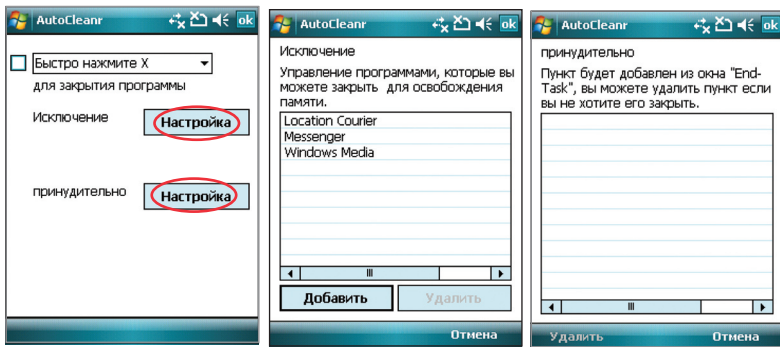 AutoCleanr
ok
Быстро нажмите X
для закрытия программы
Исключение
Настройка
принудительно
Настройка
AutoCleanr
ok
Исключение
Управление программами, которые вы
можете закрыть для освобождения
памяти.
Location Courier
Messenger
Windows Media
Добавить
Удалить
Отмена
AutoCleanr
ok
принудительно
Пункт будет добавлен из окна "End-
Task", вы можете удалить пункт если
вы не хотите его закрыть.
Удалить
Отмена